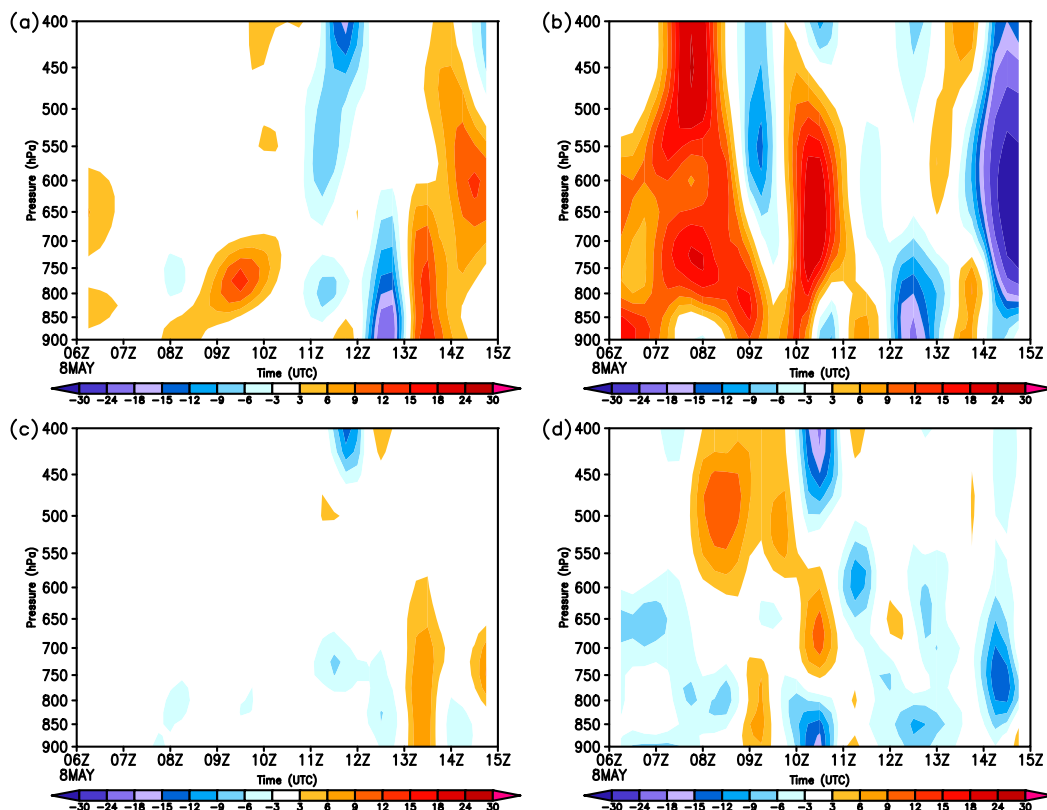 (a) (b)
400 450 500 550 600 650 700 750 800 850 900
Pressure (hPa)
06Z 07Z 08Z 09Z 10Z 11Z 12Z 13Z 14Z 15Z
8MAY
Time (UTC)
−30 −24 −18 −15 −12 −9 −6 −3 3 6 9 12 15 18 24 30
400 450 500 550 600 650 700 750 800 850 900
Pressure (hPa)
06Z 07Z 08Z 09Z 10Z 11Z 12Z 13Z 14Z 15Z
8MAY
Time (UTC)
−30 −24 −18 −15 −12 −9 −6 −3 3 6 9 12 15 18 24 30
(c) (d)
400 450 500 550 600 650 700 750 800 850 900
Pressure (hPa)
06Z 07Z 08Z 09Z 10Z 11Z 12Z 13Z 14Z 15Z
8MAY
Time (UTC)
−30 −24 −18 −15 −12 −9 −6 −3 3 6 9 12 15 18 24 30
400 450 500 550 600 650 700 750 800 850 900
Pressure (hPa)
06Z 07Z 08Z 09Z 10Z 11Z 12Z 13Z 14Z 15Z
8MAY
Time (UTC)
−30 −24 −18 −15 −12 −9 −6 −3 3 6 9 12 15 18 24 30